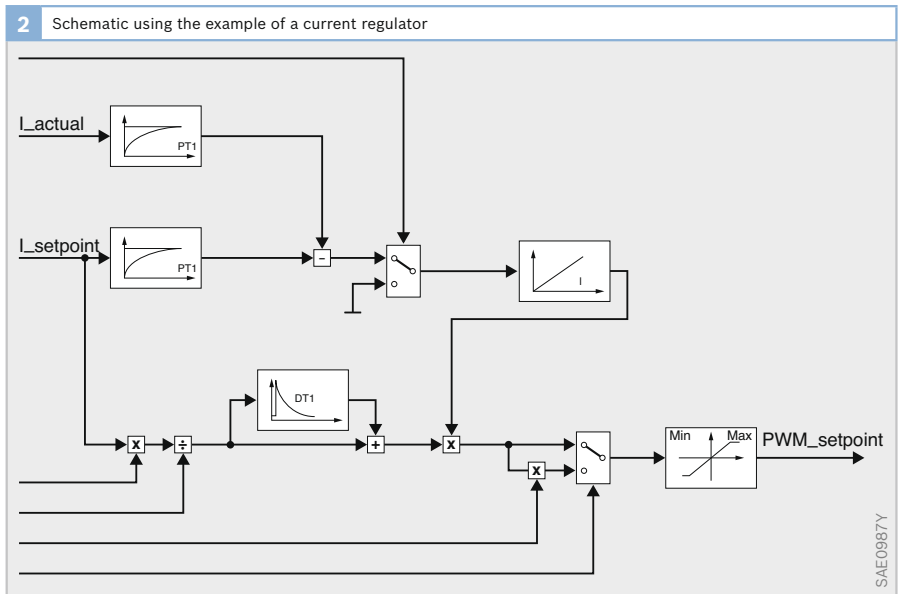 2 Schematic using the example of a current regulator
I_actual
PT1
I_setpoint
PT1
-
I
DT1
x
÷
+
x
x
Min Max
PWM_setpoint
SAE0987Y